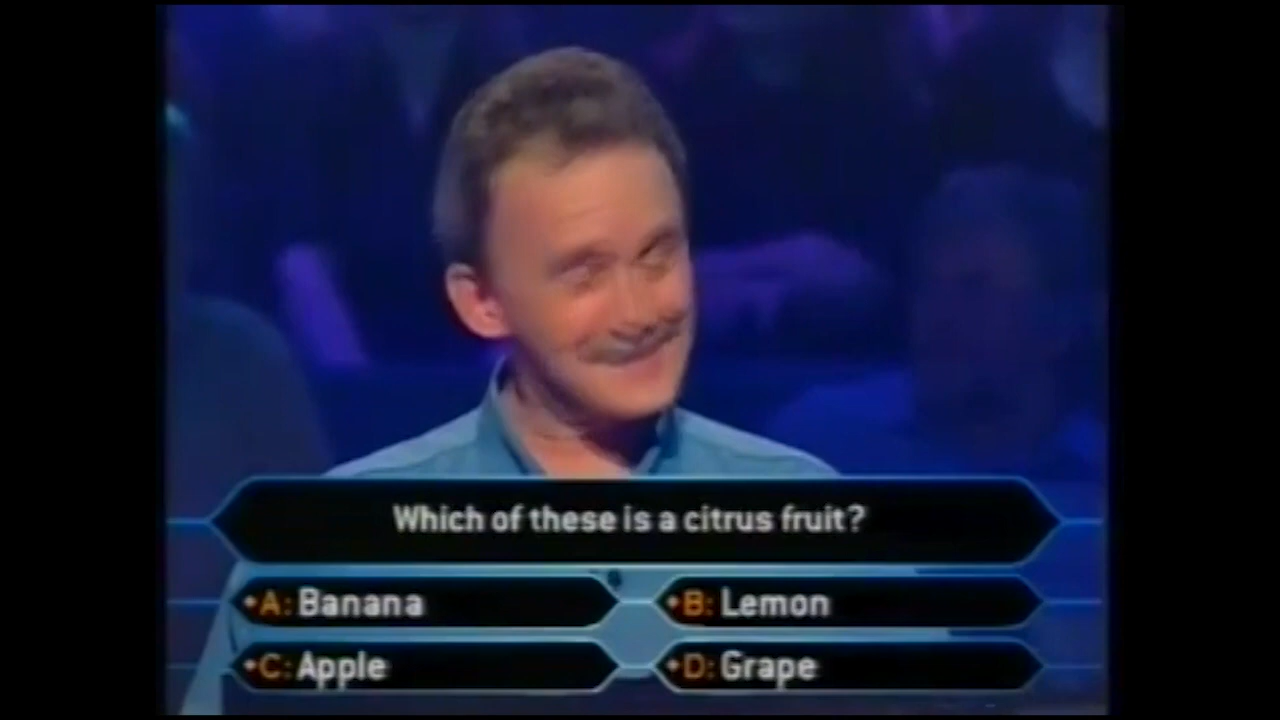 Which of these is a citrus fruit?
A: Banana
B: Lemon
C: Apple
D: Grape